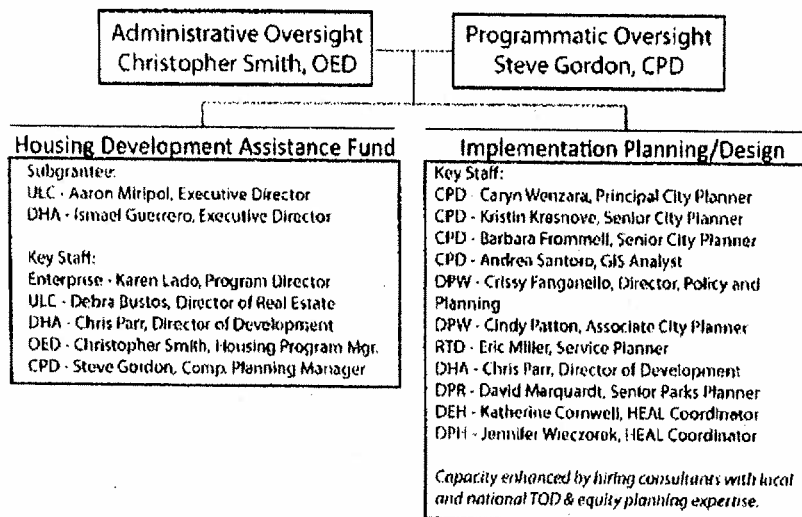 Administrative Oversight
Christopher Smith, OED
Programmatic Oversight
Steve Gordon, CPD
Housing Development Assistance Fund
Subgrantee:
ULC - Aaron Miripol, Executive Director
DHA - Ismael Guerrero, Executive Director
Key Staff:
Enterprise - Karen Lado, Program Director
ULC - Debra Bustos, Director of Real Estate
DHA - Chris Parr, Director of Development
OED - Christopher Smith, Housing Program Mgr.
CPD - Steve Gordon, Comp. Planning Manager
Implementation Planning/Design
Key Staff:
CPD - Caryn Wenzara, Principal City Planner
CPD - Kristin Krasnove, Senior City Planner
CPD - Barbara Frommell, Senior City Planner
CPD - Andrea Santoro, GIS Analyst
DPW - Crissy Fanganello, Director, Policy and
Planning
DPW - Cindy Patton, Associate City Planner
RTD - Eric Miller, Service Planner
DHA - Chris Parr, Director of Development
DPR - David Marquardt, Senior Parks Planner
DEH - Katherine Cornwell, HEAL Coordinator
DPH - Jennifer Wieczorek, HEAL Coordinator
Capacity enhanced by hiring consultants with local
and national TOD & equity planning expertise.